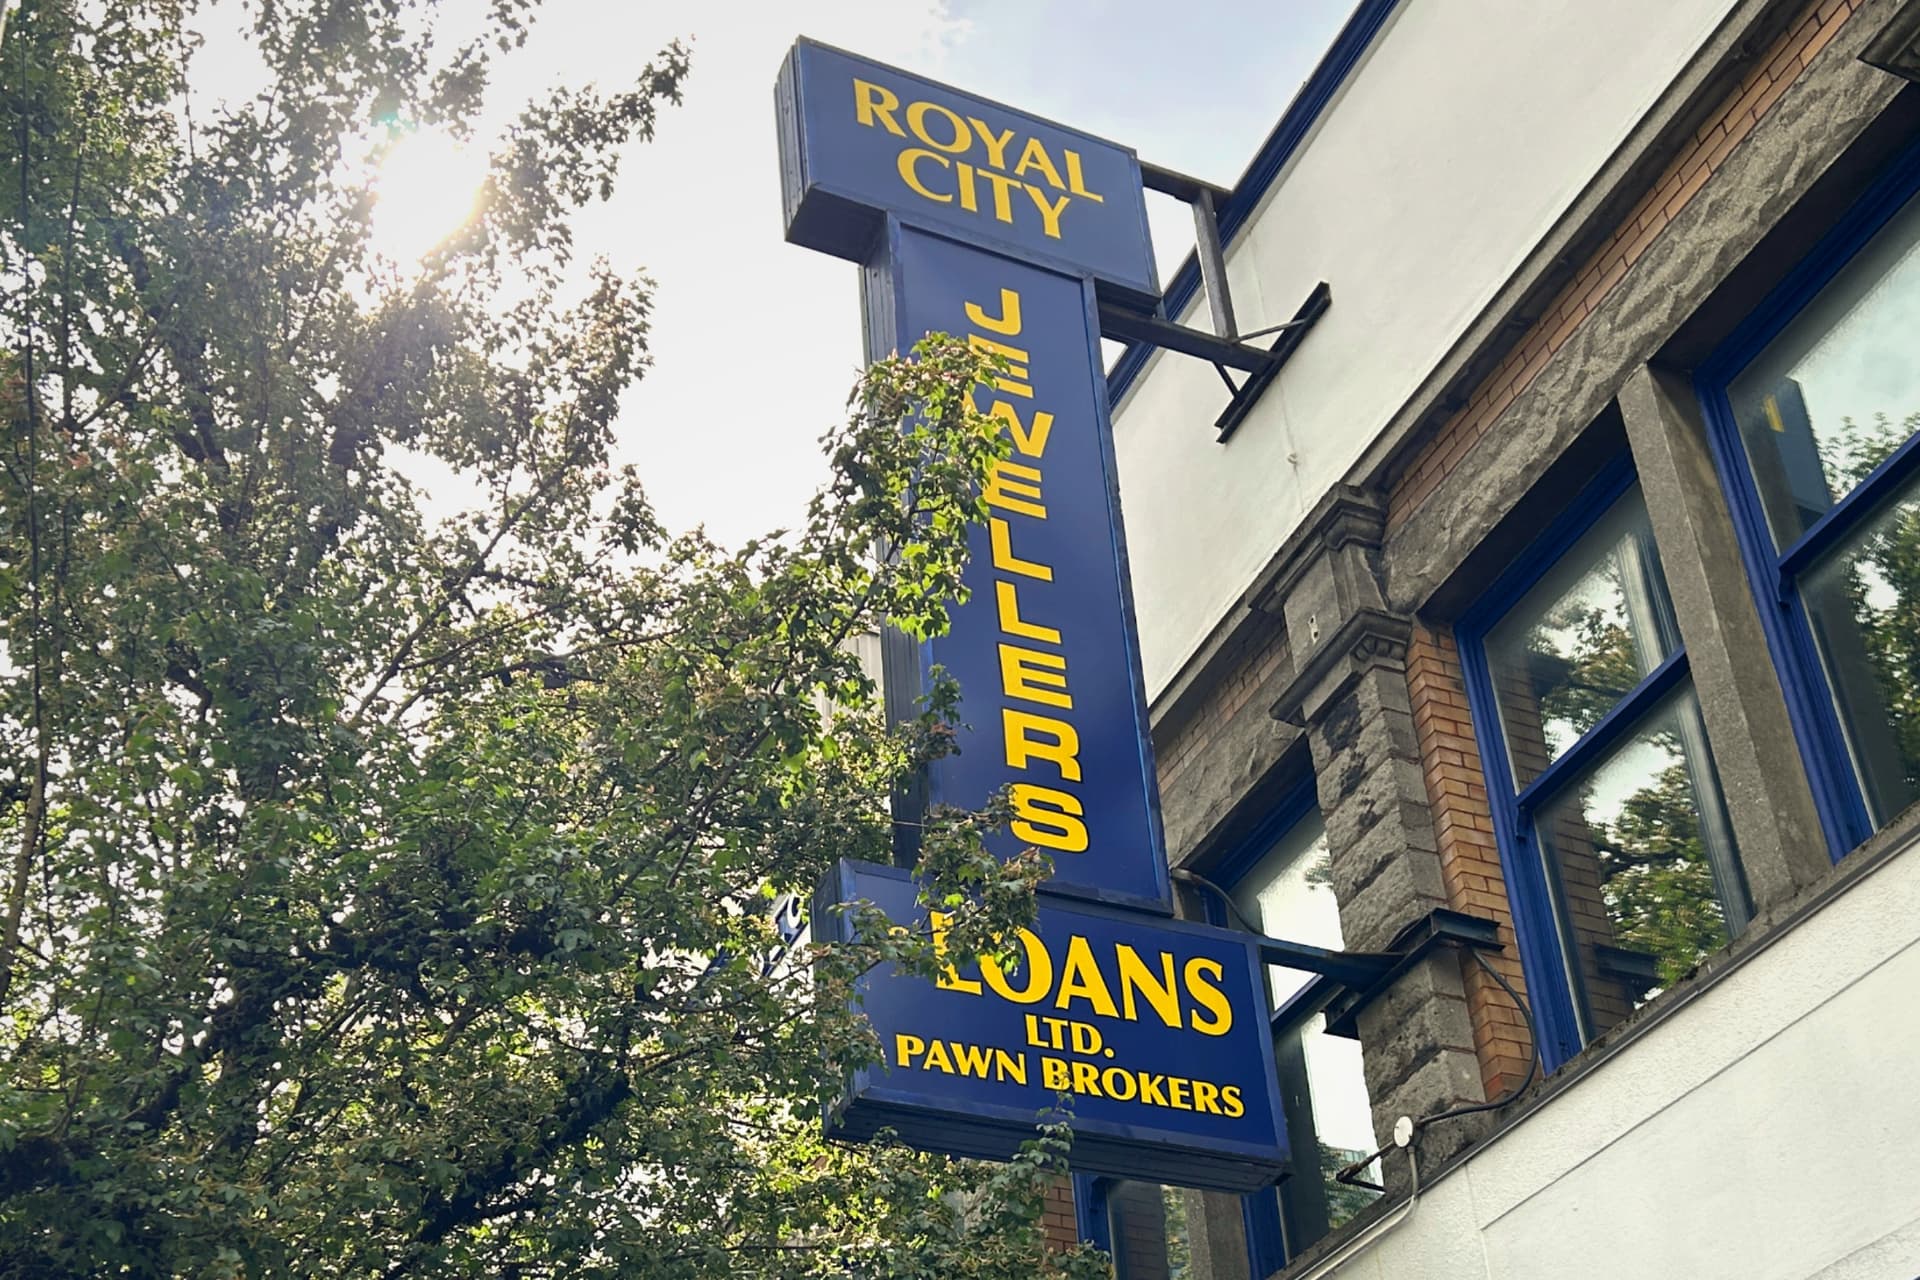 ROYAL
CITY
JEWELLERS
LOANS
LTD.
PAWN BROKERS